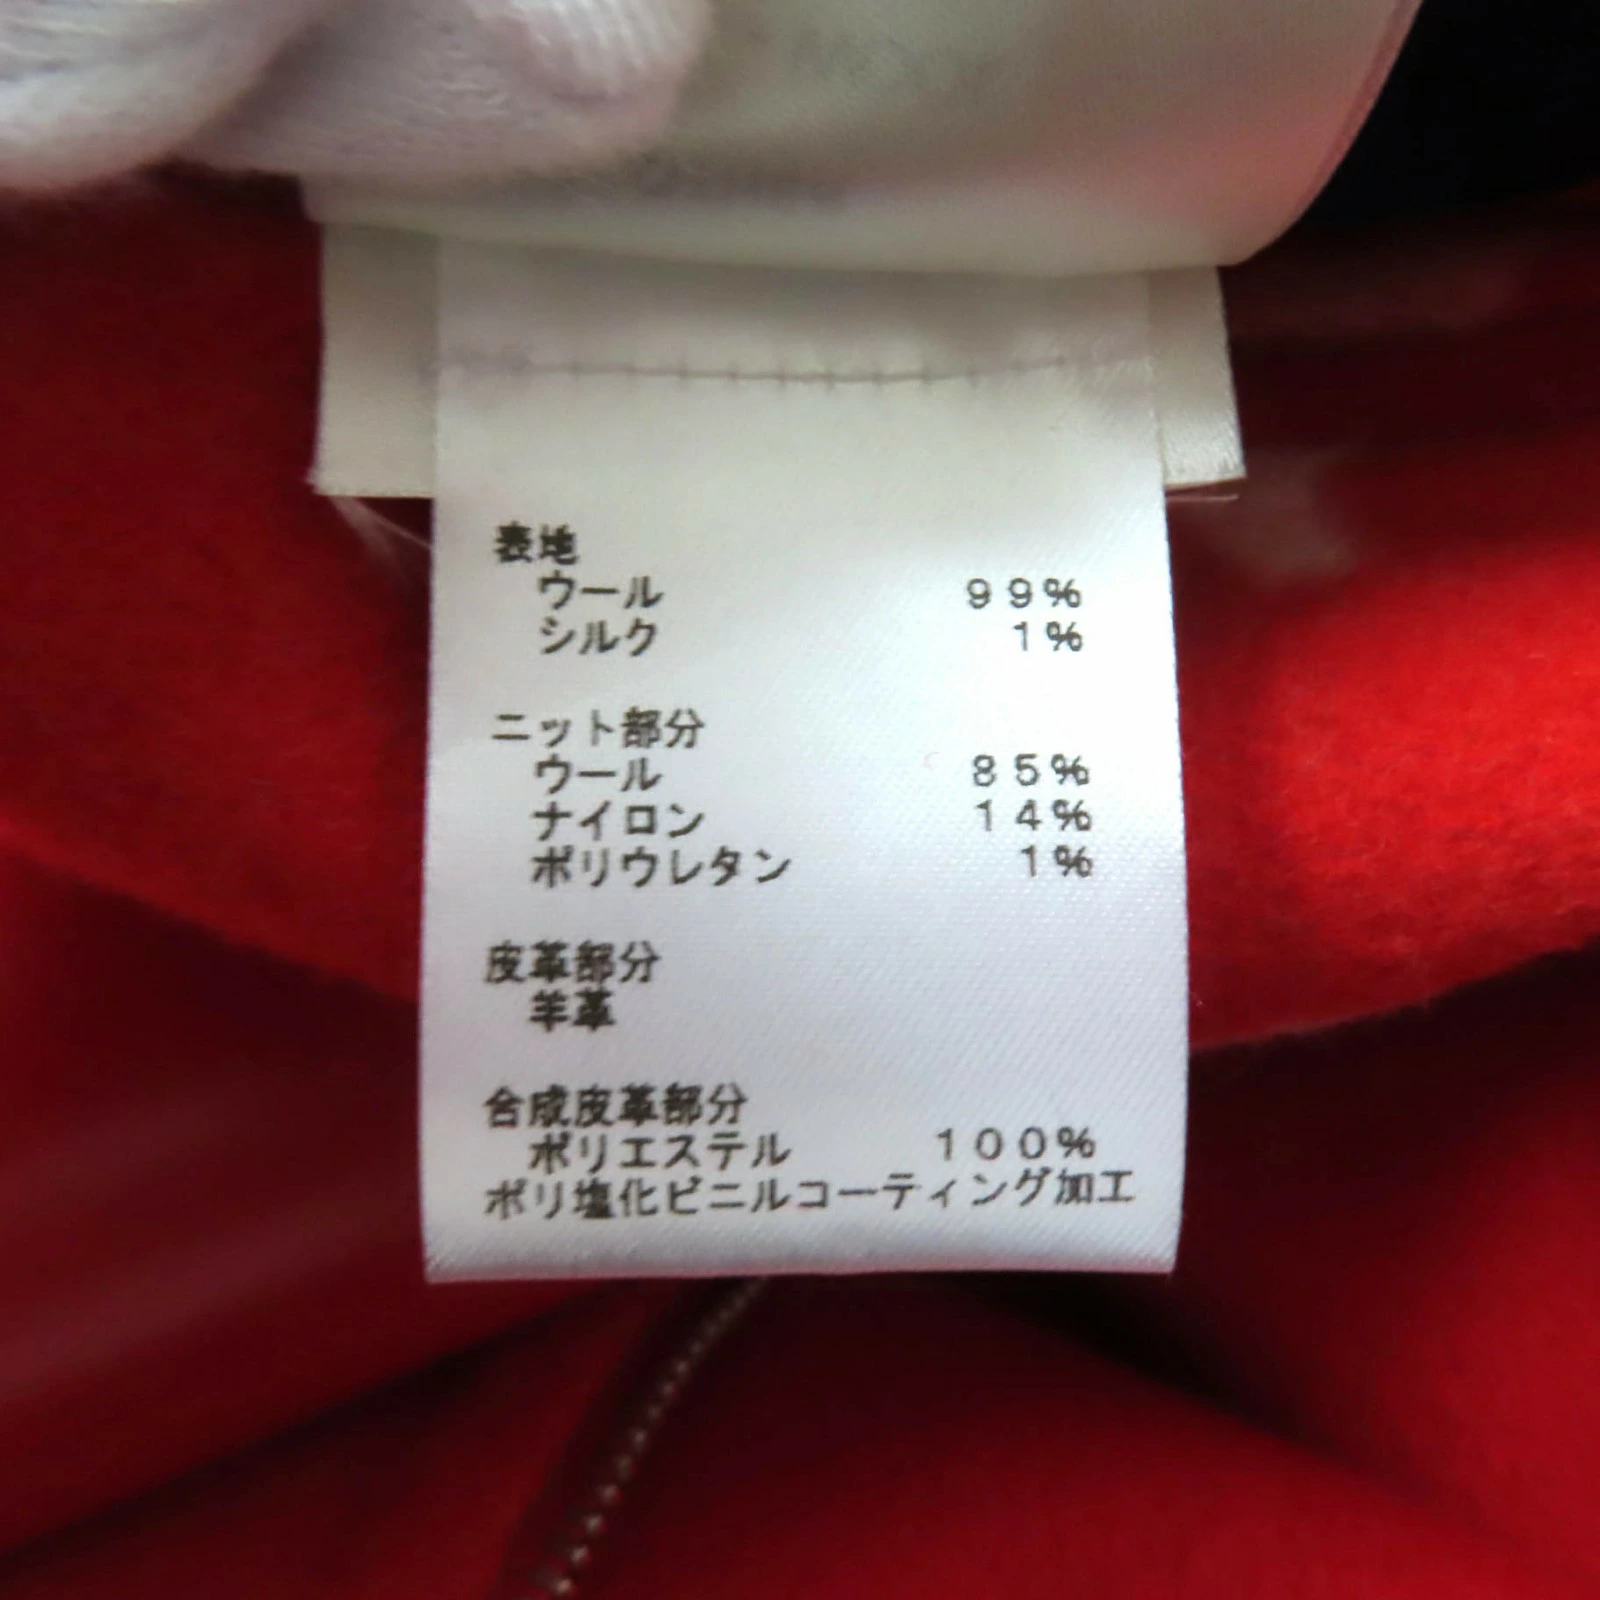 表地
ウール 99%
シルク 1%
ニット部分
ウール 85%
ナイロン 14%
ポリウレタン 1%
皮革部分
羊革
合成皮革部分
ポリエステル 100%
ポリ塩化ビニルコーティング加工